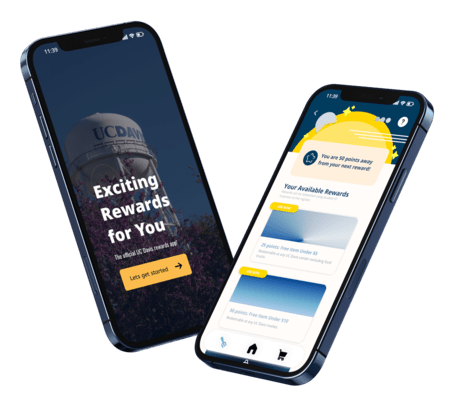 11:39
UCDAVIS
Exciting
Rewards
for You
The official UC Davis rewards app!
Lets get started
11:39
?
You are 50 points away
from your next reward!
Your Available Rewards
25 points: Free Item Under $5
50 points: Free Item Under $10